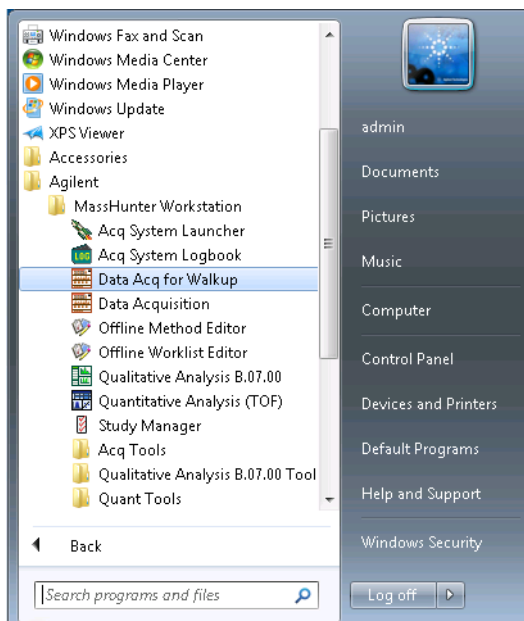 Windows Fax and Scan
Windows Media Center
Windows Media Player
Windows Update
XPS Viewer
Accessories
Agilent
MassHunter Workstation
Acq System Launcher
LOG
Acq System Logbook
Data Acq for Walkup
Data Acquisition
Offline Method Editor
Offline Worklist Editor
Qualitative Analysis B.07.00
Quantitative Analysis (TOF)
Study Manager
Acq Tools
Qualitative Analysis B.07.00 Tool
Quant Tools
Back
Search programs and files
admin
Documents
Pictures
Music
Computer
Control Panel
Devices and Printers
Default Programs
Help and Support
Windows Security
Log off